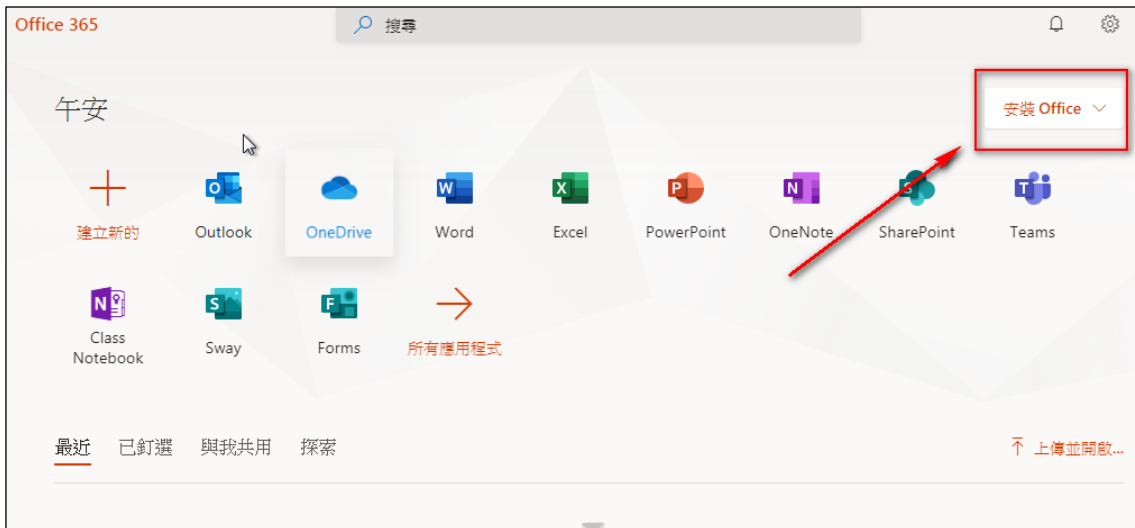 Office 365
搜尋
午安
安裝 Office
建立新的
Outlook
OneDrive
Word
Excel
PowerPoint
OneNote
SharePoint
Teams
Class
Notebook
Sway
Forms
所有應用程式
最近
已釘選
與我共用
探索
上傳並開啟...